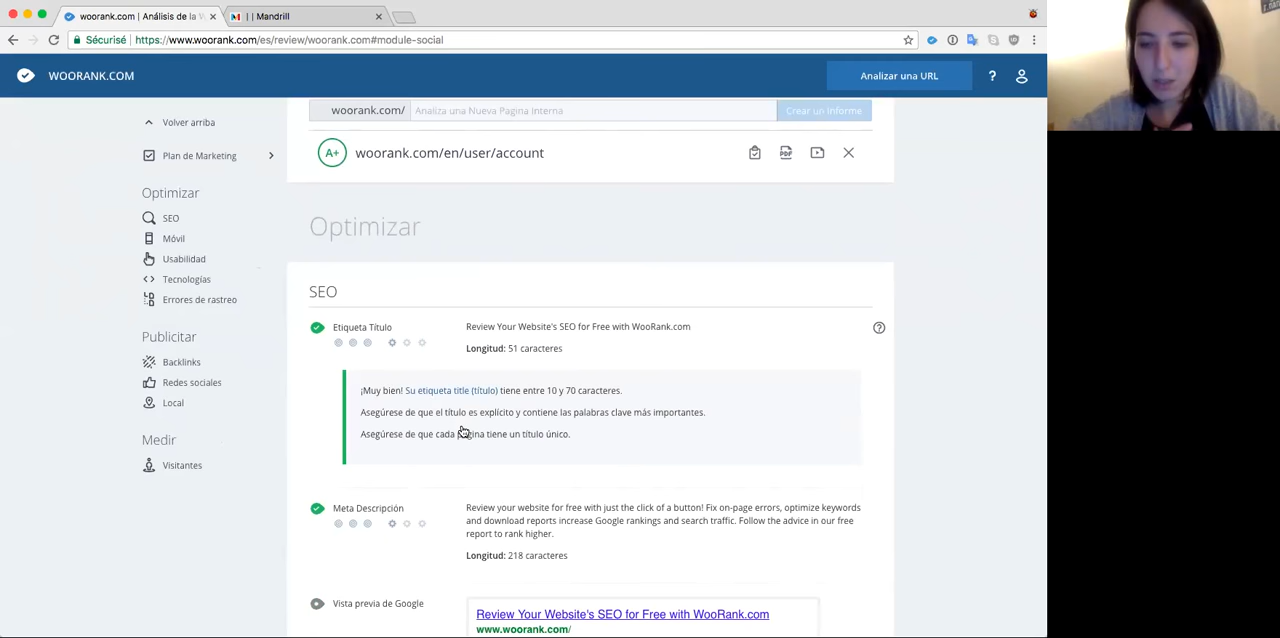 woorank.com | Análisis de la W
| | Mandrill
Sécurisé | https://www.woorank.com/es/review/woorank.com#module-social
WOORANK.COM
Analizar una URL
?
woorank.com/ Analiza una Nueva Pagina Interna Crear un Informe
A+ woorank.com/en/user/account
PDF
Volver arriba
Plan de Marketing
Optimizar
SEO
Móvil
Usabilidad
Tecnologías
Errores de rastreo
Publicitar
Backlinks
Redes sociales
Local
Medir
Visitantes
Optimizar
SEO
Etiqueta Título
Review Your Website's SEO for Free with WooRank.com
?
Longitud: 51 caracteres
¡Muy bien! Su etiqueta title (título) tiene entre 10 y 70 caracteres.
Asegúrese de que el título es explícito y contiene las palabras clave más importantes.
Asegúrese de que cada página tiene un título único.
Meta Descripción
Review your website for free with just the click of a button! Fix on-page errors, optimize keywords
and download reports increase Google rankings and search traffic. Follow the advice in our free
report to rank higher.
Longitud: 218 caracteres
Vista previa de Google
Review Your Website's SEO for Free with WooRank.com
www.woorank.com/